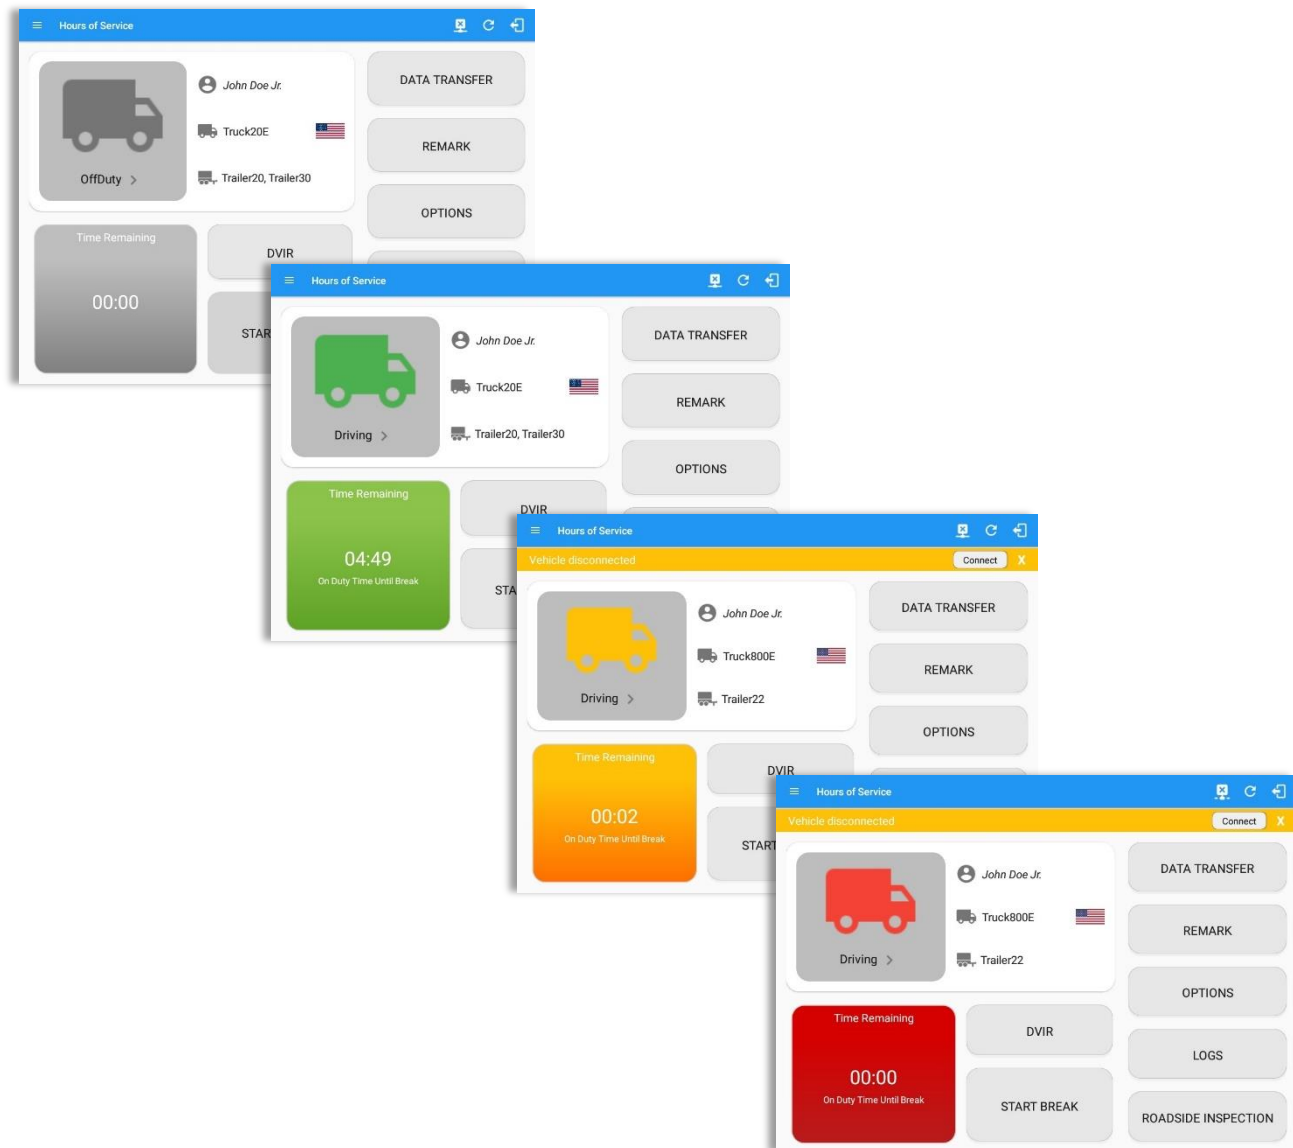 Hours of Service
John Doe Jr.
Truck20E
Trailer20, Trailer30
OffDuty >
DATA TRANSFER
REMARK
OPTIONS
Time Remaining
00:00
DVIR
STAR
Hours of Service
John Doe Jr.
Truck20E
Trailer20, Trailer30
Driving >
DATA TRANSFER
REMARK
OPTIONS
Time Remaining
04:49
On Duty Time Until Break
DVIR
STA
Hours of Service
Vehicle disconnected
Connect X
John Doe Jr.
Truck800E
Trailer22
Driving >
DATA TRANSFER
REMARK
OPTIONS
Time Remaining
00:02
On Duty Time Until Break
DVIR
START
Hours of Service
Vehicle disconnected
Connect X
John Doe Jr.
Truck800E
Trailer22
Driving >
DATA TRANSFER
REMARK
OPTIONS
LOGS
ROADSIDE INSPECTION
Time Remaining
00:00
On Duty Time Until Break
DVIR
START BREAK